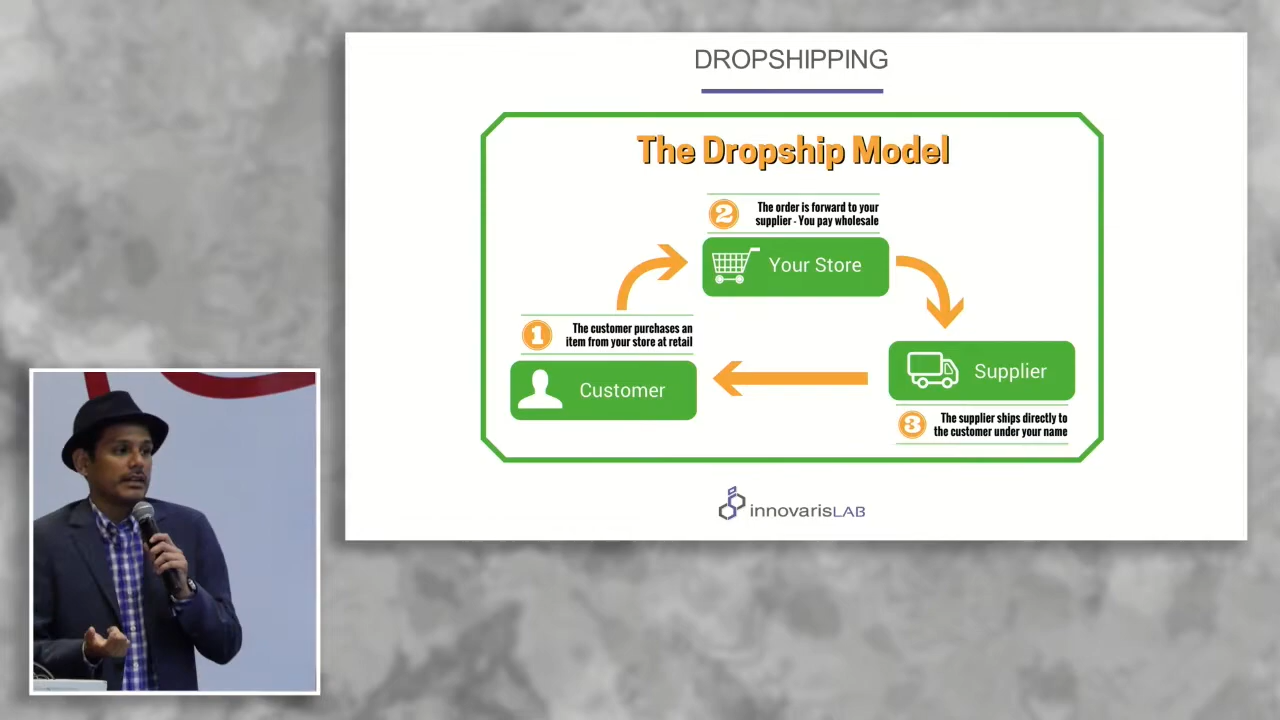 DROPSHIPPING
The Dropship Model
2
The order is forward to your
supplier - You pay wholesale
Your Store
1
The customer purchases an
item from your store at retail
Customer
Supplier
3
The supplier ships directly to
the customer under your name
innovarisLAB